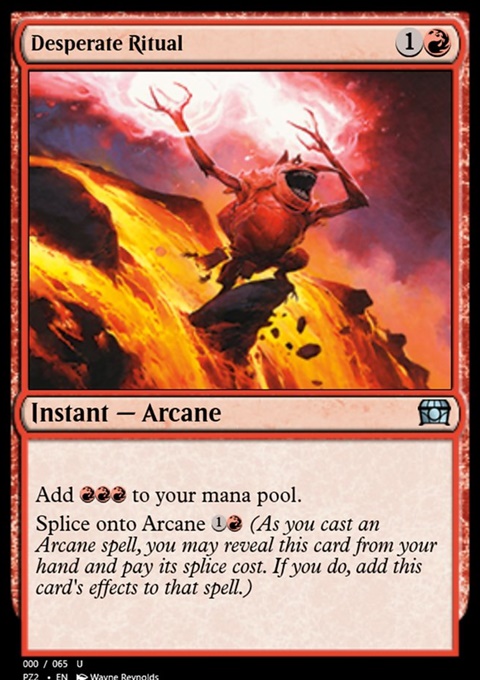 Desperate Ritual 1
Instant — Arcane
Add to your mana pool.
Splice onto Arcane 1 (As you cast an
Arcane spell, you may reveal this card from your
hand and pay its splice cost. If you do, add this
card's effects to that spell.)
000 / 065 U
PZ2 • EN Wayne Reynolds